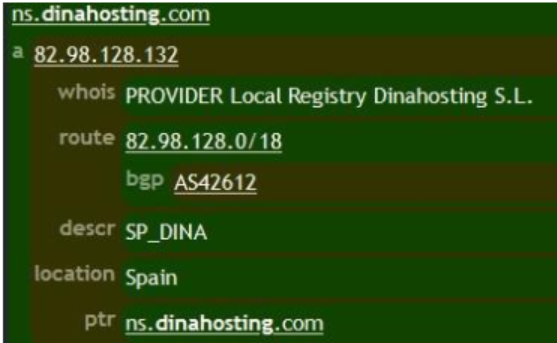 ns.dinahosting.com
a 82.98.128.132
whois PROVIDER Local Registry Dinahosting S.L.
route 82.98.128.0/18
bgp AS42612
descr SP_DINA
location Spain
ptr ns.dinahosting.com